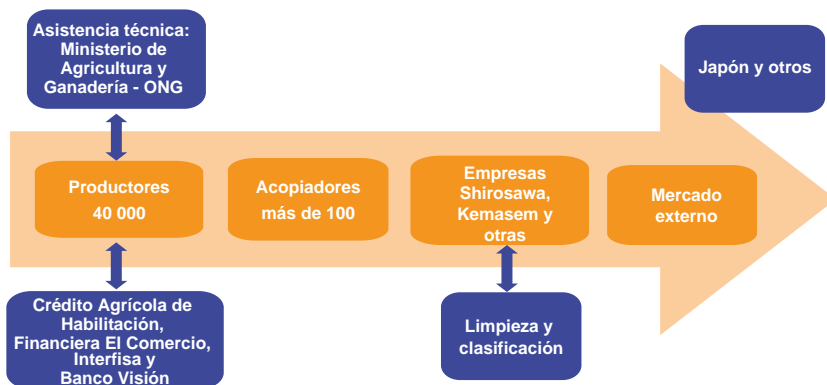 Asistencia técnica:
Ministerio de
Agricultura y
Ganadería - ONG
Japón y otros
Productores
40 000
Acopiadores
más de 100
Empresas
Shirosawa,
Kemasem y
otras
Mercado
externo
Crédito Agrícola de
Habilitación,
Financiera El Comercio,
Interfisa y
Banco Visión
Limpieza y
clasificación